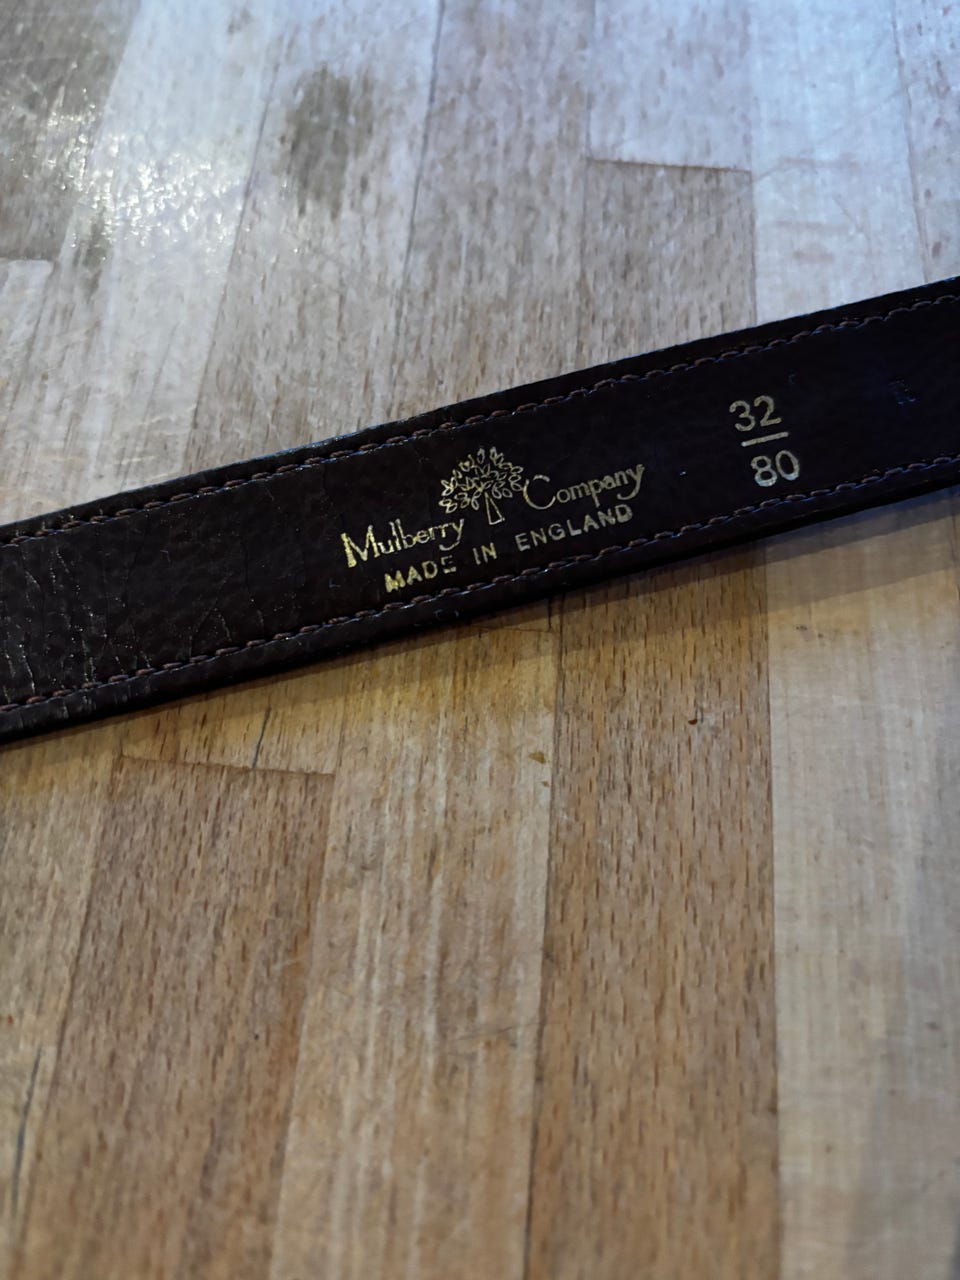 Mulberry Company
MADE IN ENGLAND
32
80